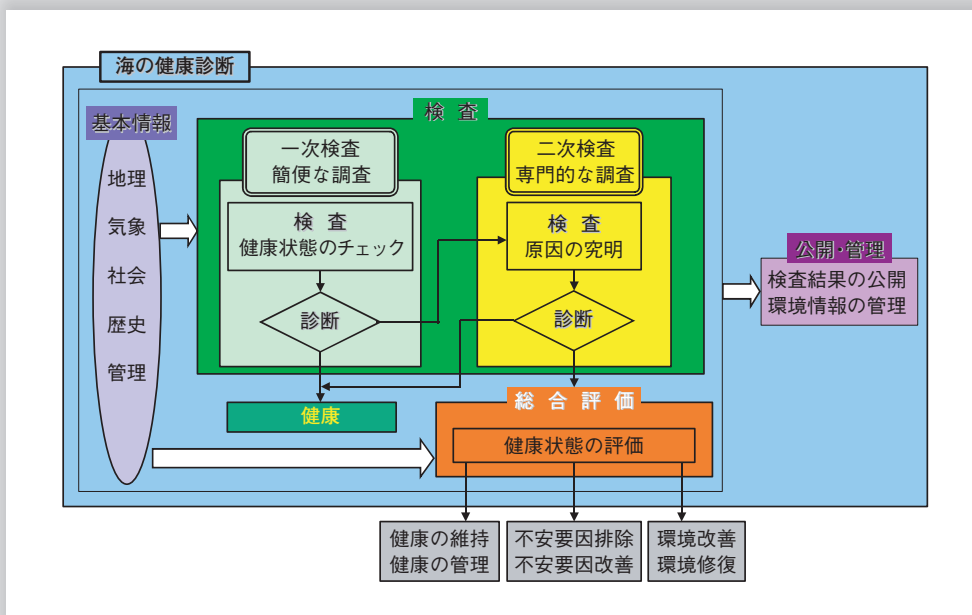 海の健康診断
基本情報
地理
気象
社会
歴史
管理
検 査
一次検査
簡便な調査
検 査
健康状態のチェック
診断
健康
二次検査
専門的な調査
検 査
原因の究明
診断
総 合 評 価
健康状態の評価
健康の維持
健康の管理
不安要因排除
不安要因改善
環境改善
環境修復
公開・管理
検査結果の公開
環境情報の管理